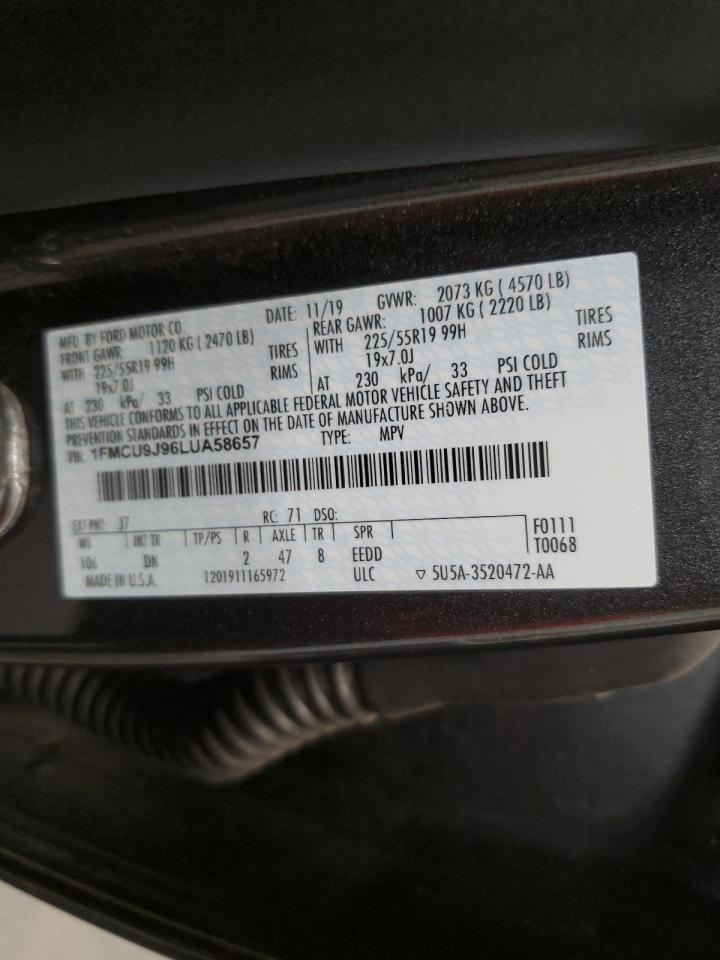 MFD. BY FORD MOTOR CO.
DATE: 11/19 GVWR: 2073 KG ( 4570 LB)
FRONT GAWR: 1120 KG ( 2470 LB) REAR GAWR: 1007 KG ( 2220 LB)
WITH 225/55R19 99H TIRES WITH 225/55R19 99H TIRES
19x7.0J RIMS 19x7.0J RIMS
AT 230 kPa/ 33 PSI COLD AT 230 kPa/ 33 PSI COLD
THIS VEHICLE CONFORMS TO ALL APPLICABLE FEDERAL MOTOR VEHICLE SAFETY AND THEFT
PREVENTION STANDARDS IN EFFECT ON THE DATE OF MANUFACTURE SHOWN ABOVE.
VIN: 1FMCU9J96LUA58657 TYPE: MPV
EXT PNT: J7 RC: 71 DSO:
WB INT TR TP/PS R AXLE TR SPR F0111
106 DN 2 47 8 EEDD T0068
MADE IN U.S.A. 1201911165972 ULC ▽ 5U5A-3520472-AA